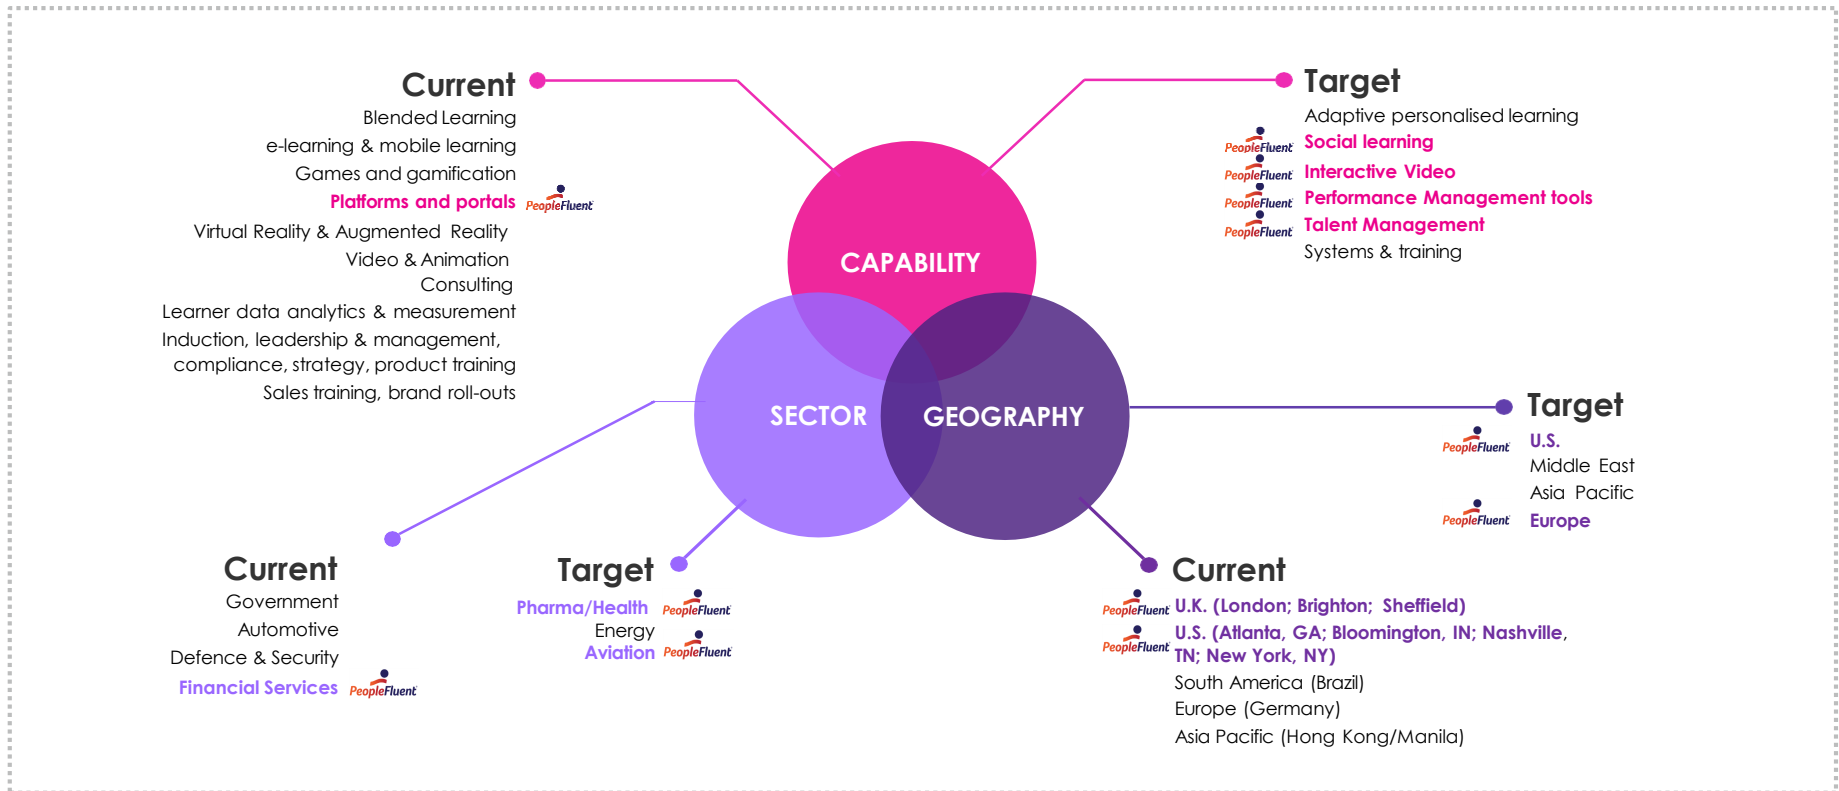 Current
Blended Learning
e-learning & mobile learning
Games and gamification
Platforms and portals PeopleFluent
Virtual Reality & Augmented Reality
Video & Animation
Consulting
Learner data analytics & measurement
Induction, leadership & management,
compliance, strategy, product training
Sales training, brand roll-outs
Target
Adaptive personalised learning
PeopleFluent Social learning
PeopleFluent Interactive Video
PeopleFluent Performance Management tools
PeopleFluent Talent Management
Systems & training
CAPABILITY
SECTOR
GEOGRAPHY
Target
PeopleFluent U.S.
Middle East
Asia Pacific
PeopleFluent Europe
Current
Government
Automotive
Defence & Security
Financial Services PeopleFluent
Target
Pharma/Health PeopleFluent
Energy
Aviation PeopleFluent
Current
PeopleFluent U.K. (London; Brighton; Sheffield)
PeopleFluent U.S. (Atlanta, GA; Bloomington, IN; Nashville,
TN; New York, NY)
South America (Brazil)
Europe (Germany)
Asia Pacific (Hong Kong/Manila)